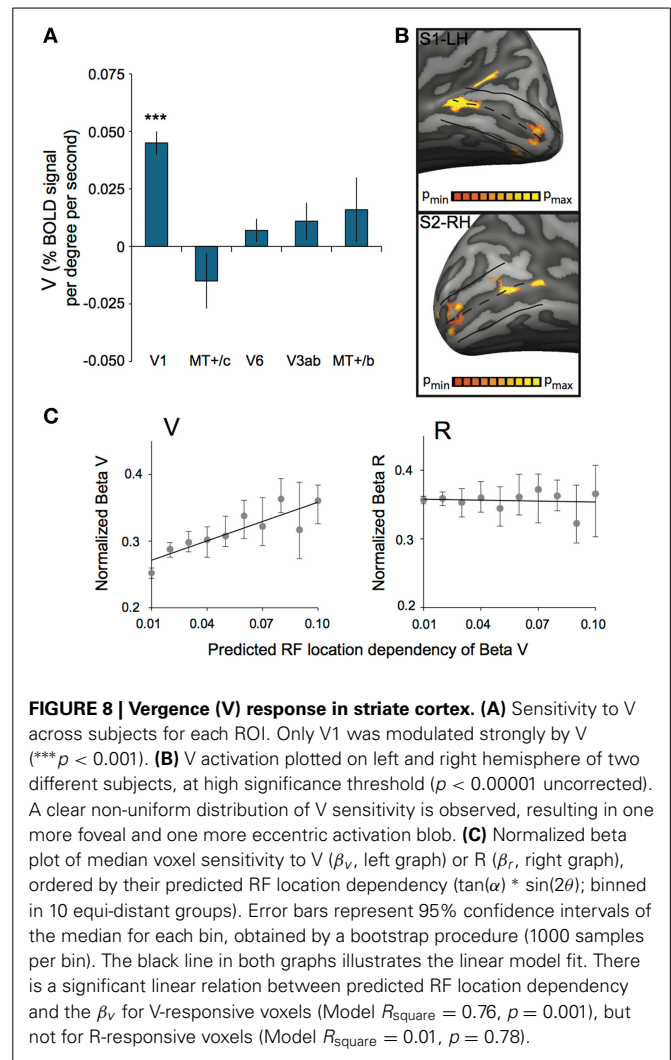 A
B
0.075
0.050
0.025
0
-0.025
-0.050
V (% BOLD signal
per degree per second)
***
V1 MT+/c V6 V3ab MT+/b
S1-LH
pmin pmax
S2-RH
pmin pmax
C
V
R
Normalized Beta V
0.4
0.3
0.2
0.01 0.04 0.07 0.10
Normalized Beta R
0.4
0.3
0.2
0.01 0.04 0.07 0.10
Predicted RF location dependency of Beta V
FIGURE 8 | Vergence (V) response in striate cortex. (A) Sensitivity to V
across subjects for each ROI. Only V1 was modulated strongly by V
(***p < 0.001). (B) V activation plotted on left and right hemisphere of two
different subjects, at high significance threshold (p < 0.00001 uncorrected).
A clear non-uniform distribution of V sensitivity is observed, resulting in one
more foveal and one more eccentric activation blob. (C) Normalized beta
plot of median voxel sensitivity to V (βv, left graph) or R (βr, right graph),
ordered by their predicted RF location dependency (tan(α) * sin(2θ); binned
in 10 equi-distant groups). Error bars represent 95% confidence intervals of
the median for each bin, obtained by a bootstrap procedure (1000 samples
per bin). The black line in both graphs illustrates the linear model fit. There
is a significant linear relation between predicted RF location dependency
and the βv for V-responsive voxels (Model Rsquare = 0.76, p = 0.001), but
not for R-responsive voxels (Model Rsquare = 0.01, p = 0.78).